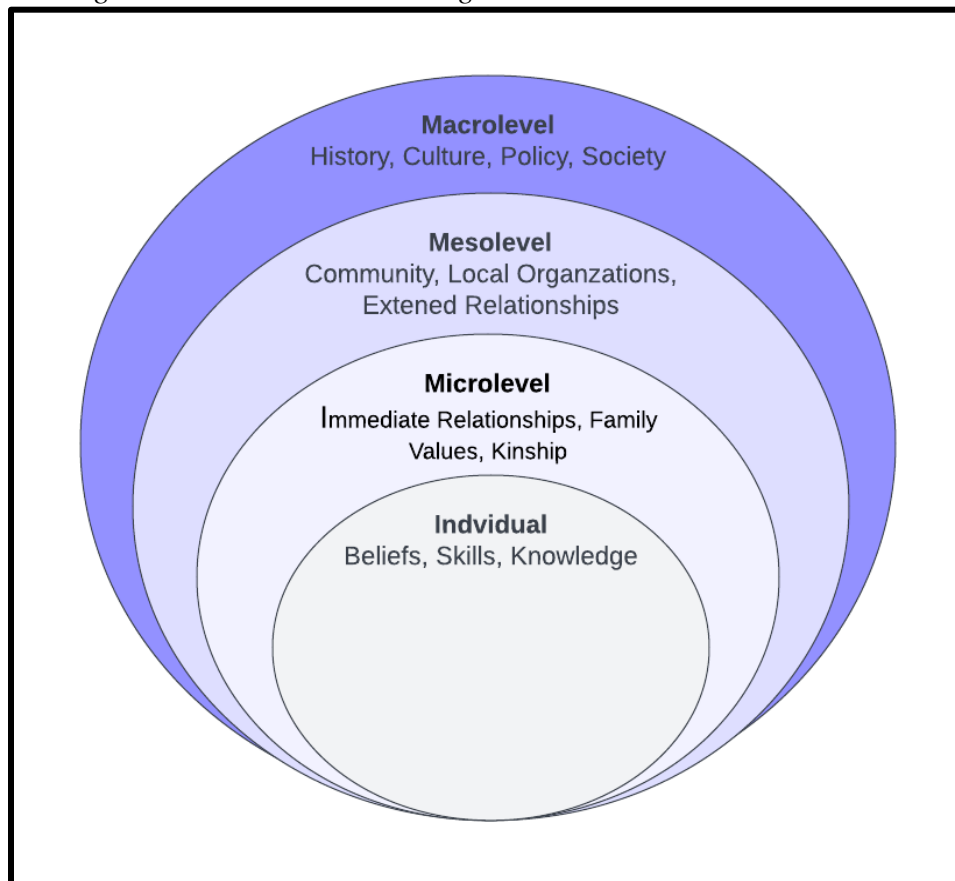 Macrolevel
History, Culture, Policy, Society
Mesolevel
Community, Local Organzations,
Extened Relationships
Microlevel
Immediate Relationships, Family
Values, Kinship
Indvidual
Beliefs, Skills, Knowledge